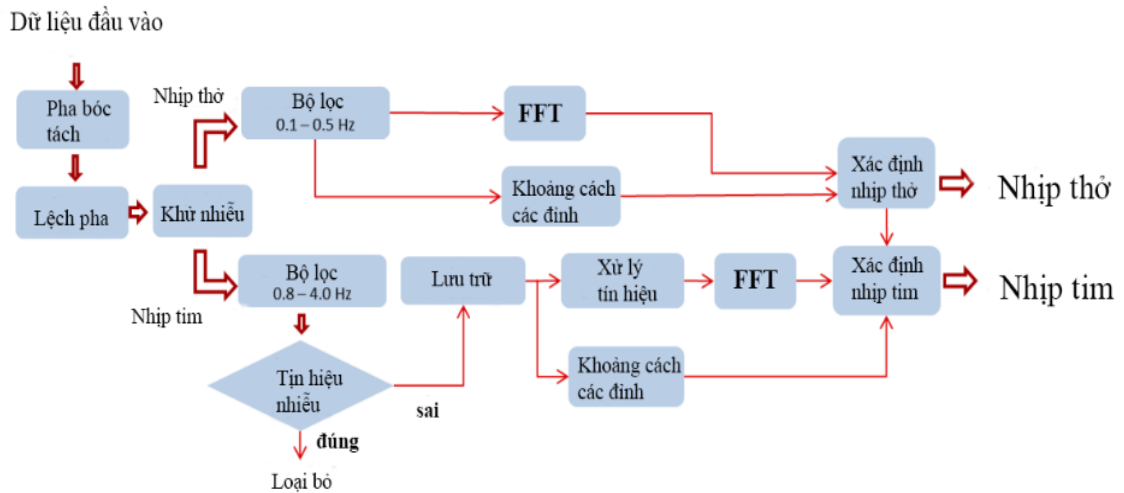 Dữ liệu đầu vào
Pha bóc
tách
Lệch pha
Khử nhiễu
Nhịp thở
Bộ lọc
0.1 – 0.5 Hz
FFT
Khoảng cách
các đỉnh
Xác định
nhịp thở
Nhịp thở
Nhịp tim
Bộ lọc
0.8 – 4.0 Hz
Tịn hiệu
nhiễu
sai
đúng
Loại bỏ
Lưu trữ
Xử lý
tín hiệu
FFT
Khoảng cách
các đỉnh
Xác định
nhịp tim
Nhịp tim